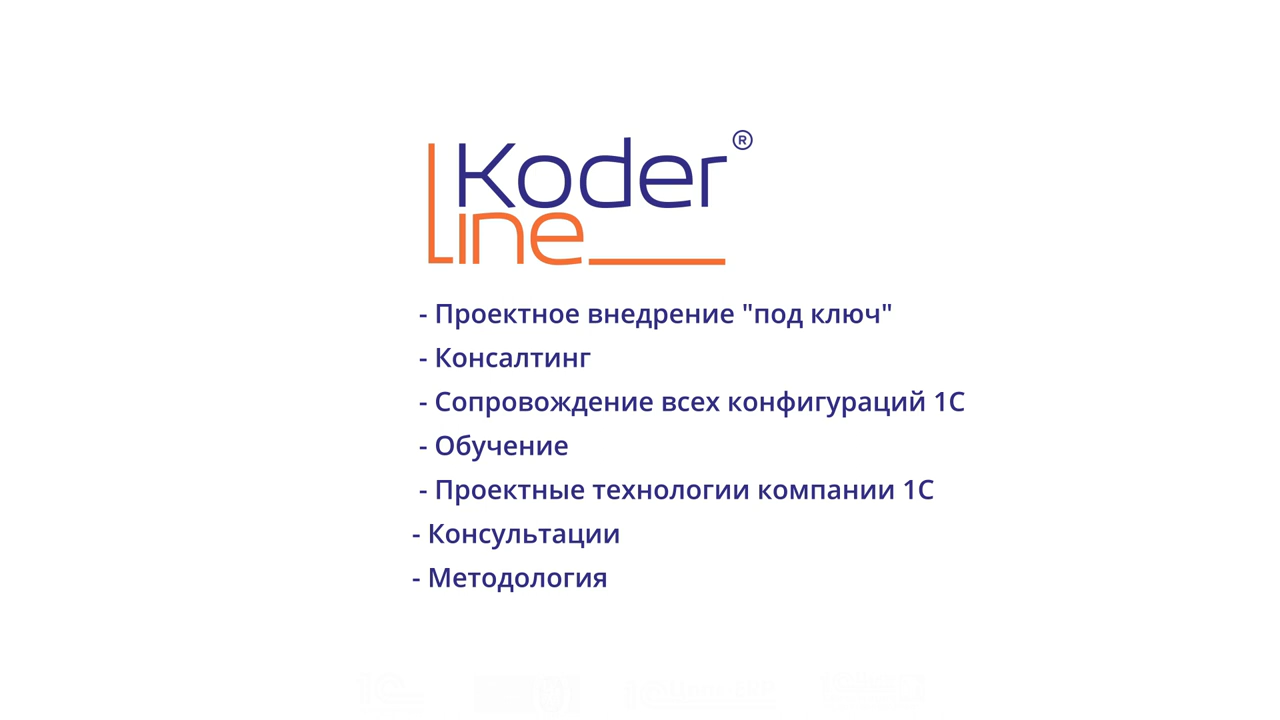 Koder ®
Line
- Проектное внедрение "под ключ"
- Консалтинг
- Сопровождение всех конфигураций 1С
- Обучение
- Проектные технологии компании 1С
- Консультации
- Методология